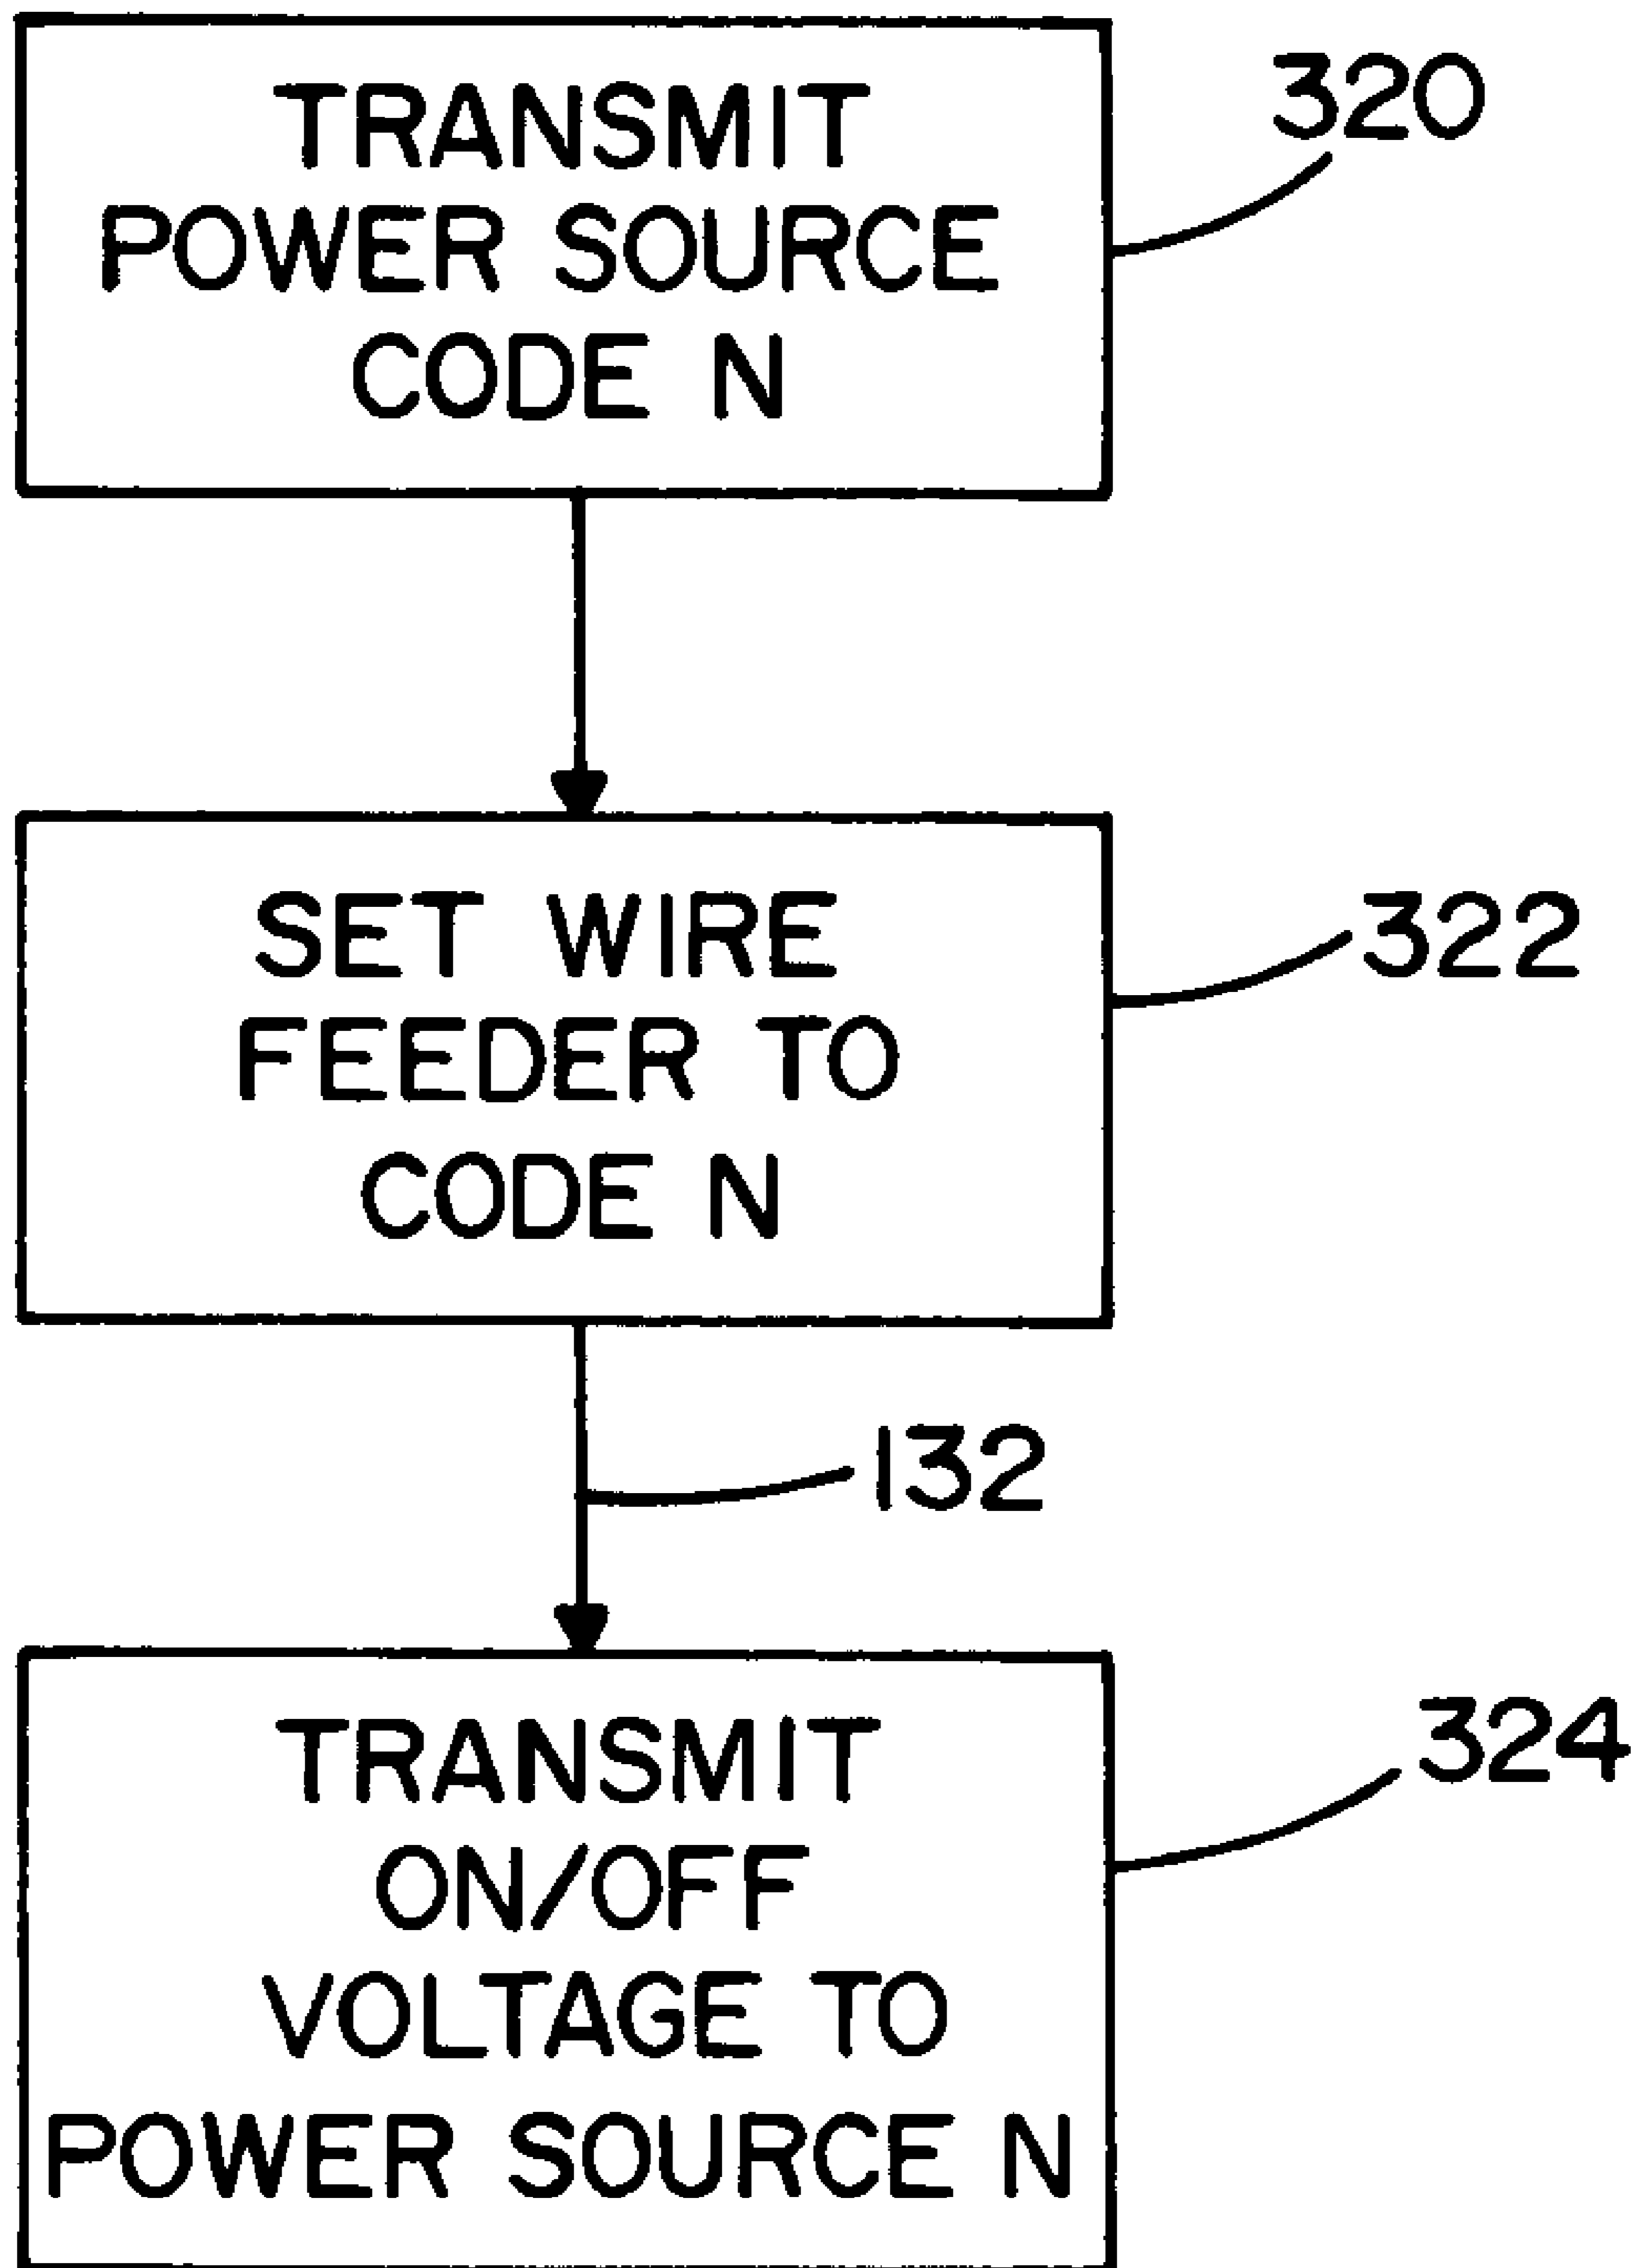 TRANSMIT
POWER SOURCE
CODE N
320
SET WIRE
FEEDER TO
CODE N
322
132
TRANSMIT
ON/OFF
VOLTAGE TO
POWER SOURCE N
324